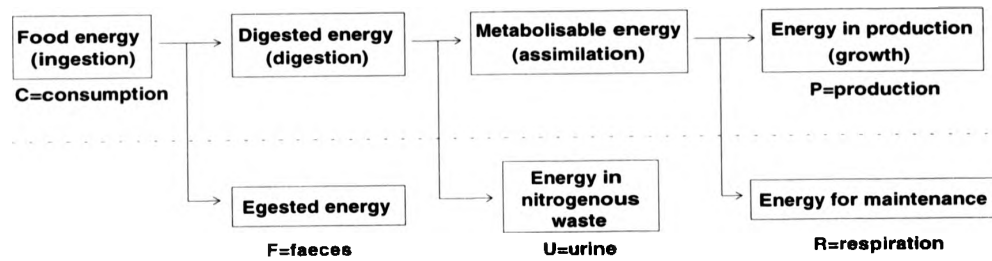 Food energy
(ingestion)
C=consumption
Digested energy
(digestion)
Metabolisable energy
(assimilation)
Energy in production
(growth)
P=production
Egested energy
F=faeces
Energy in
nitrogenous
waste
U=urine
Energy for maintenance
R=respiration